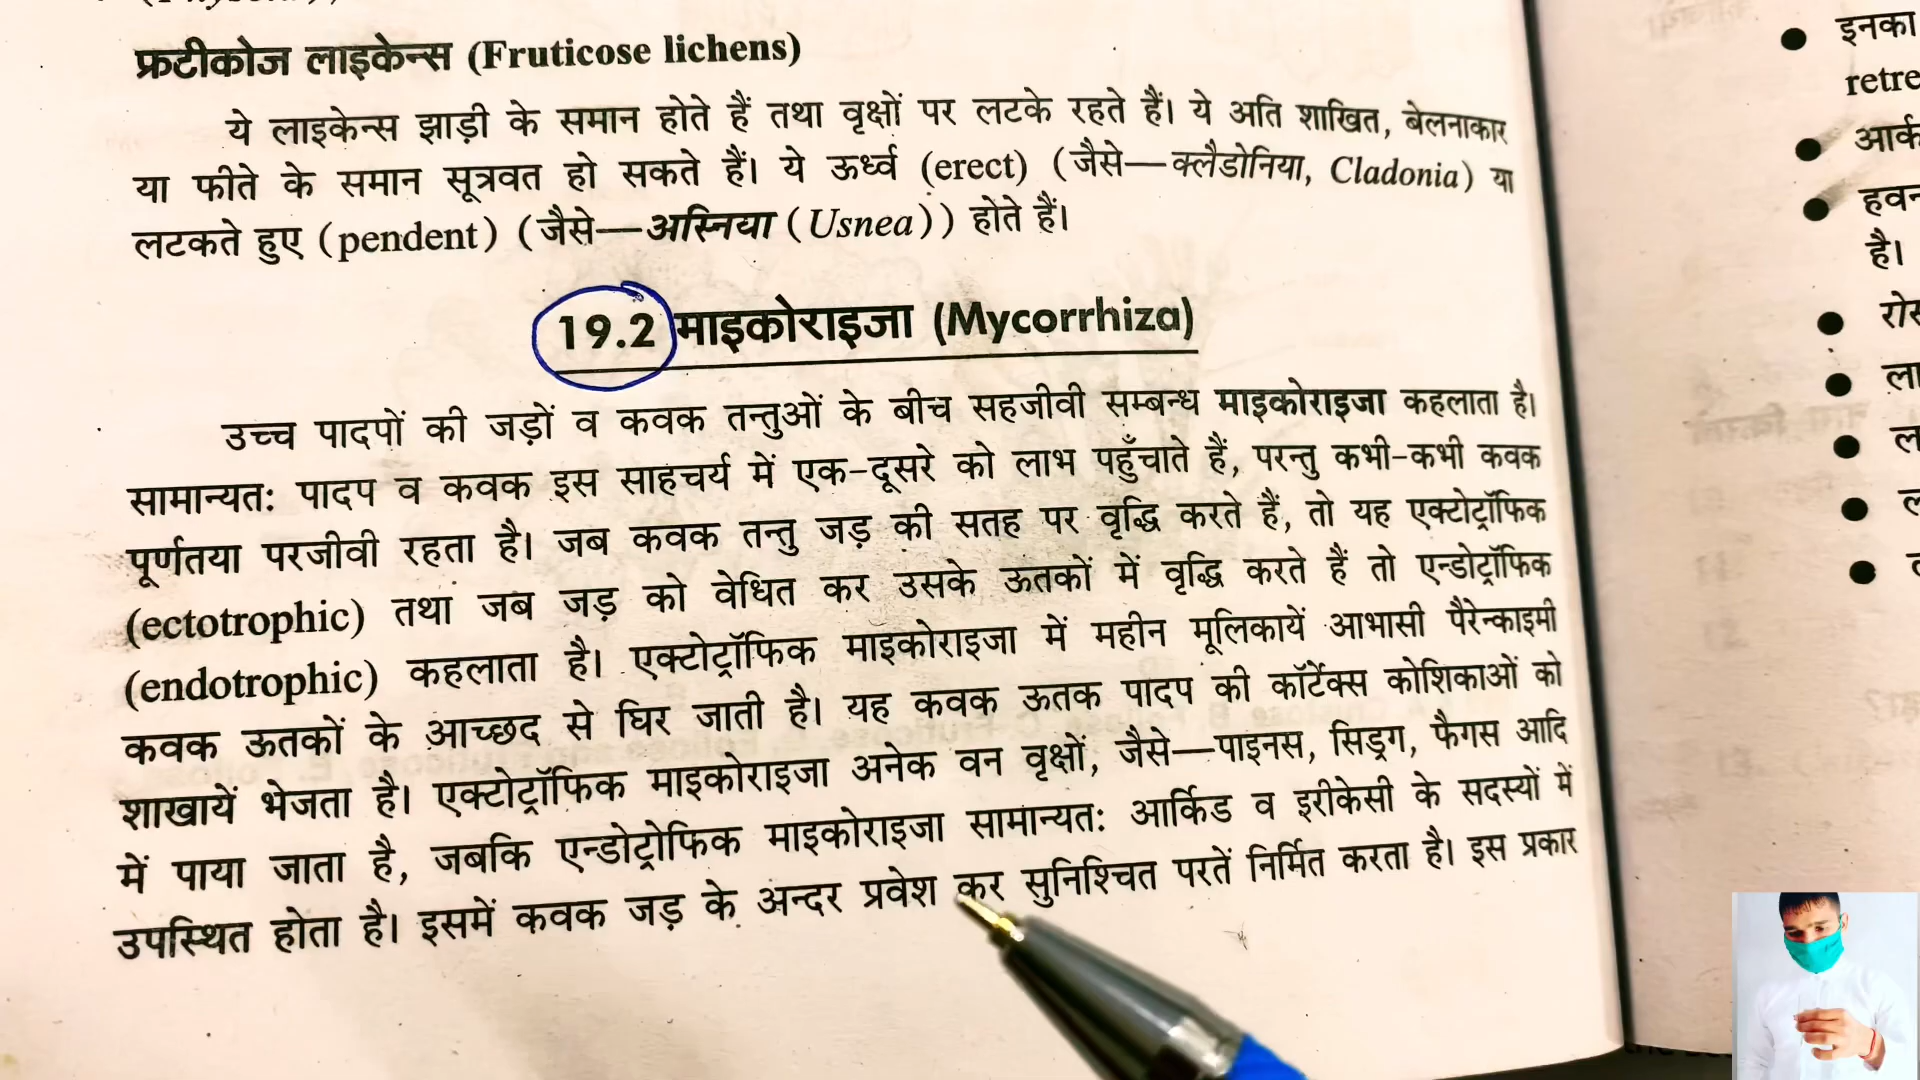 फ्रटीकोज लाइकेन्स (Fruticose lichens)
ये लाइकेन्स झाड़ी के समान होते हैं तथा वृक्षों पर लटके रहते हैं। ये अति शाखित, बेलनाकार
या फीते के समान सूत्रवत हो सकते हैं। ये ऊर्ध्व (erect) (जैसे—क्लैडोनिया, Cladonia) या
लटकते हुए (pendent) (जैसे—अस्निया (Usnea)) होते हैं।
19.2 माइकोराइजा (Mycorrhiza)
उच्च पादपों की जड़ों व कवक तन्तुओं के बीच सहजीवी सम्बन्ध माइकोराइजा कहलाता है।
सामान्यतः पादप व कवक इस साहचर्य में एक-दूसरे को लाभ पहुँचाते हैं, परन्तु कभी-कभी कवक
पूर्णतया परजीवी रहता है। जब कवक तन्तु जड़ की सतह पर वृद्धि करते हैं, तो यह एक्टोट्रॉफिक
(ectotrophic) तथा जब जड़ को वेधित कर उसके ऊतकों में वृद्धि करते हैं तो एन्डोट्रॉफिक
(endotrophic) कहलाता है। एक्टोट्रॉफिक माइकोराइजा में महीन मूलिकायें आभासी पैरेन्काइमी
कवक ऊतकों के आच्छद से घिर जाती है। यह कवक ऊतक पादप की कॉर्टेक्स कोशिकाओं को
शाखायें भेजता है। एक्टोट्रॉफिक माइकोराइजा अनेक वन वृक्षों, जैसे—पाइनस, सिड्रग, फैगस आदि
में पाया जाता है, जबकि एन्डोट्रोफिक माइकोराइजा सामान्यतः आर्किड व इरीकेसी के सदस्यों में
उपस्थित होता है। इसमें कवक जड़ के अन्दर प्रवेश कर सुनिश्चित परतें निर्मित करता है। इस प्रकार
● इनका
retre
●
●
है।
●
●
●
●
●